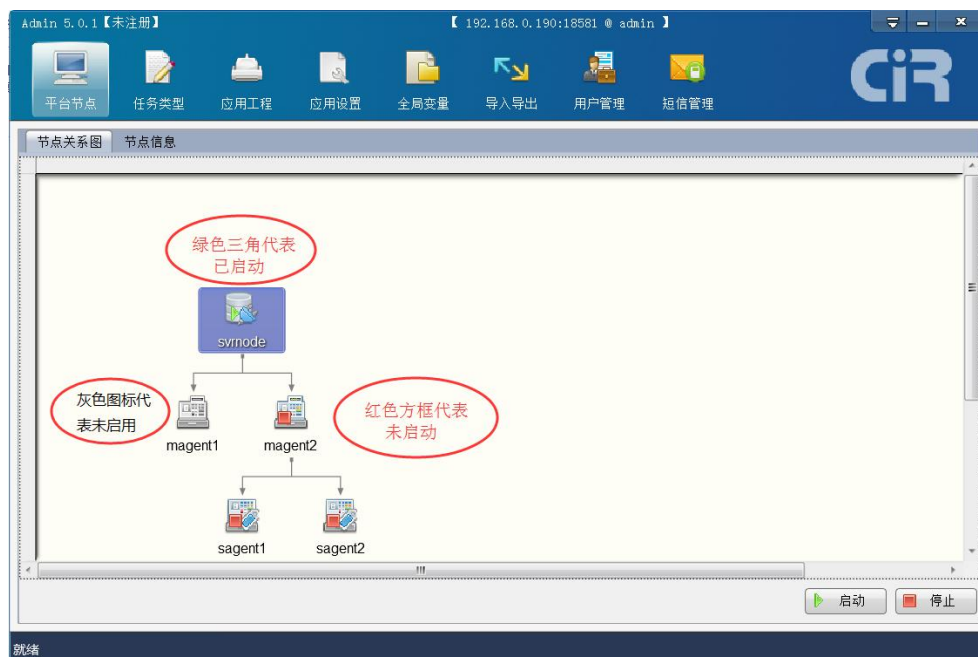 Admin 5.0.1【未注册】
【 192.168.0.190:18581 @ admin 】
CiR
平台节点
任务类型
应用工程
应用设置
全局变量
导入导出
用户管理
短信管理
节点关系图
节点信息
绿色三角代表
已启动
svrnode
灰色图标代
表未启用
红色方框代表
未启动
magent1
magent2
sagent1
sagent2
启动
停止
就绪